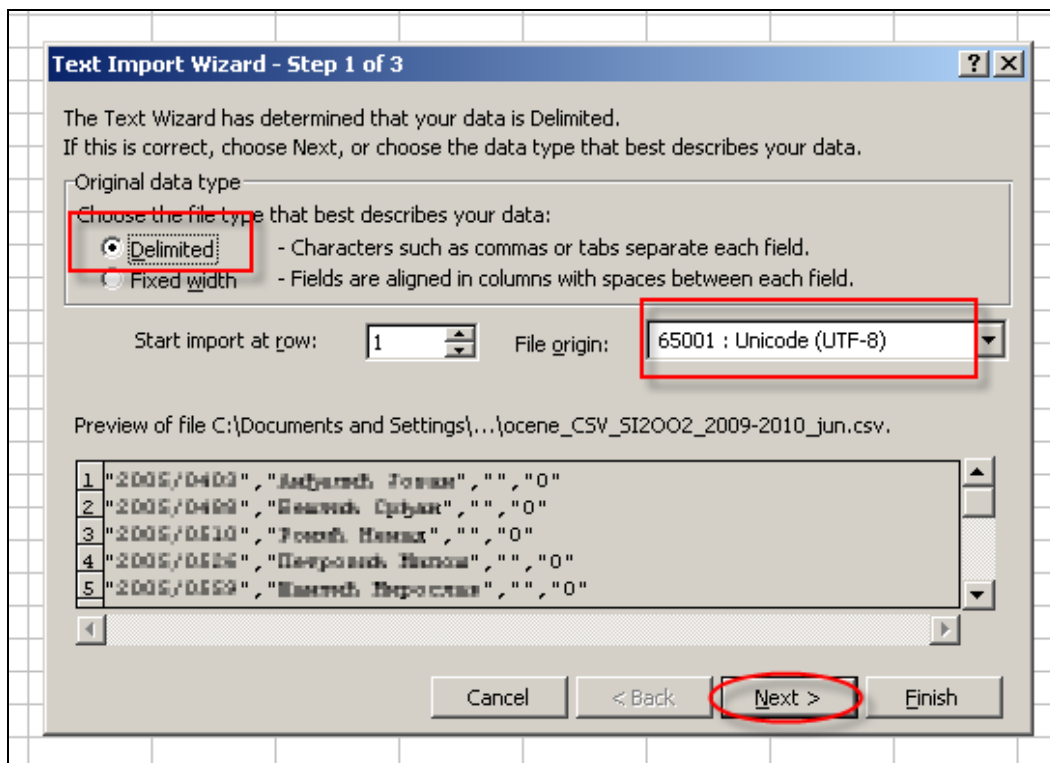 Text Import Wizard - Step 1 of 3
The Text Wizard has determined that your data is Delimited.
If this is correct, choose Next, or choose the data type that best describes your data.
Original data type
Choose the file type that best describes your data:
Delimited - Characters such as commas or tabs separate each field.
Fixed width - Fields are aligned in columns with spaces between each field.
Start import at row: 1 File origin: 65001 : Unicode (UTF-8)
Preview of file C:\Documents and Settings\...\ocene_CSV_SI2OO2_2009-2010_jun.csv.
1 ,"","0"
2 ,"","0"
3 ,"","0"
4 ,"","0"
5 ,"","0"
Cancel < Back Next > Finish